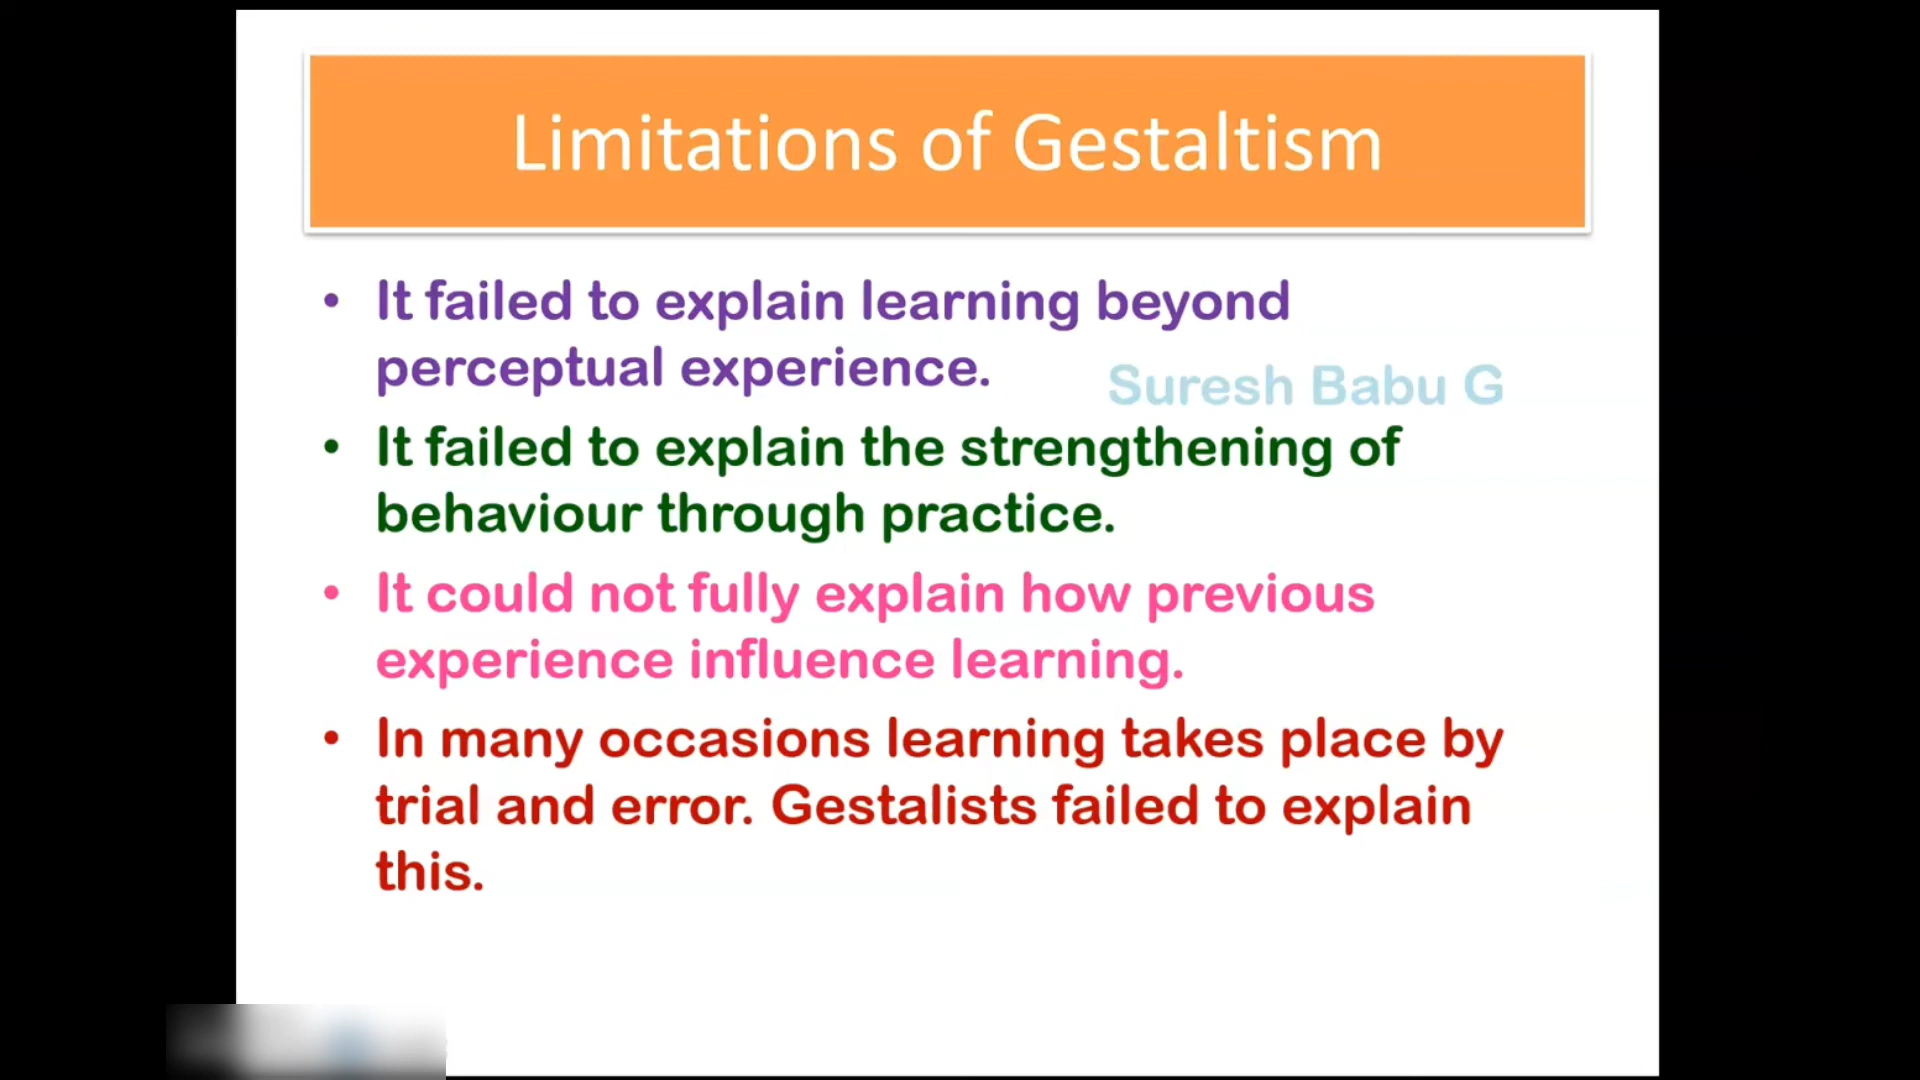 Limitations of Gestaltism
• It failed to explain learning beyond
perceptual experience.
Suresh Babu G
• It failed to explain the strengthening of
behaviour through practice.
• It could not fully explain how previous
experience influence learning.
• In many occasions learning takes place by
trial and error. Gestalists failed to explain
this.